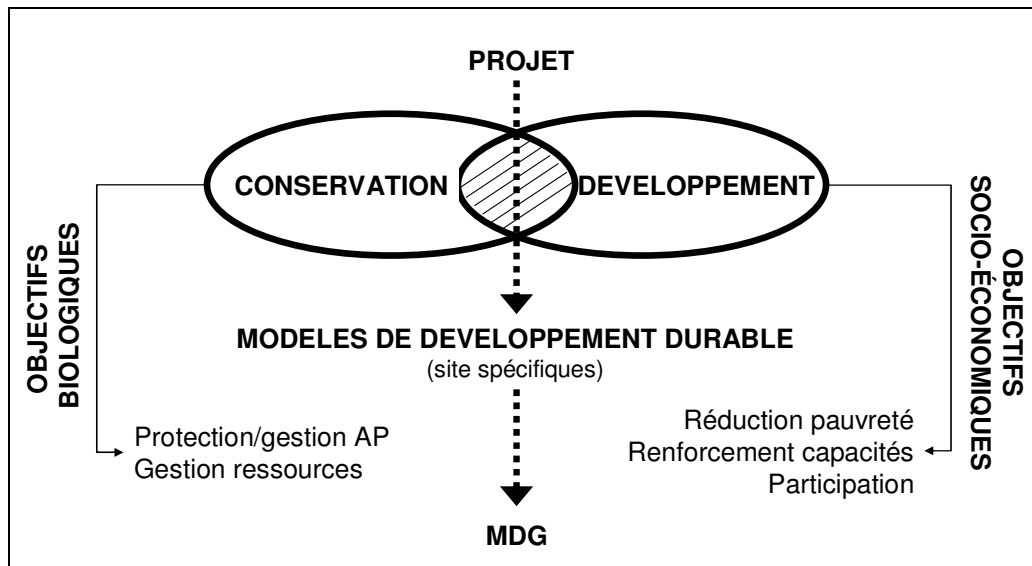 PROJET
CONSERVATION
DEVELOPPEMENT
OBJECTIFS
BIOLOGIQUES
OBJECTIFS
SOCIO-ÉCONOMIQUES
MODELES DE DEVELOPPEMENT DURABLE
(site spécifiques)
Protection/gestion AP
Gestion ressources
Réduction pauvreté
Renforcement capacités
Participation
MDG